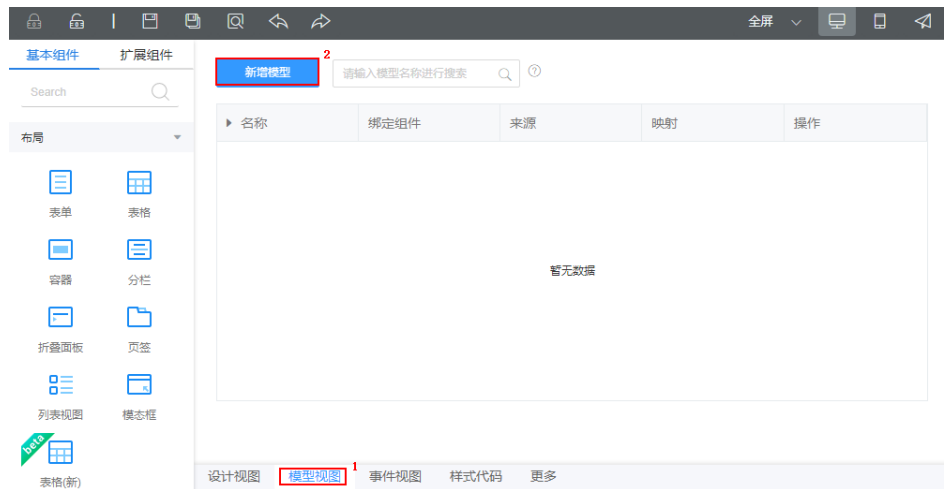 全屏
基本组件 扩展组件
Search
布局
表单 表格
容器 分栏
折叠面板 页签
列表视图 模态框
beta
表格(新)
新增模型 2 请输入模型名称进行搜索 ?
名称 绑定组件 来源 映射 操作
暂无数据
设计视图 模型视图 1 事件视图 样式代码 更多